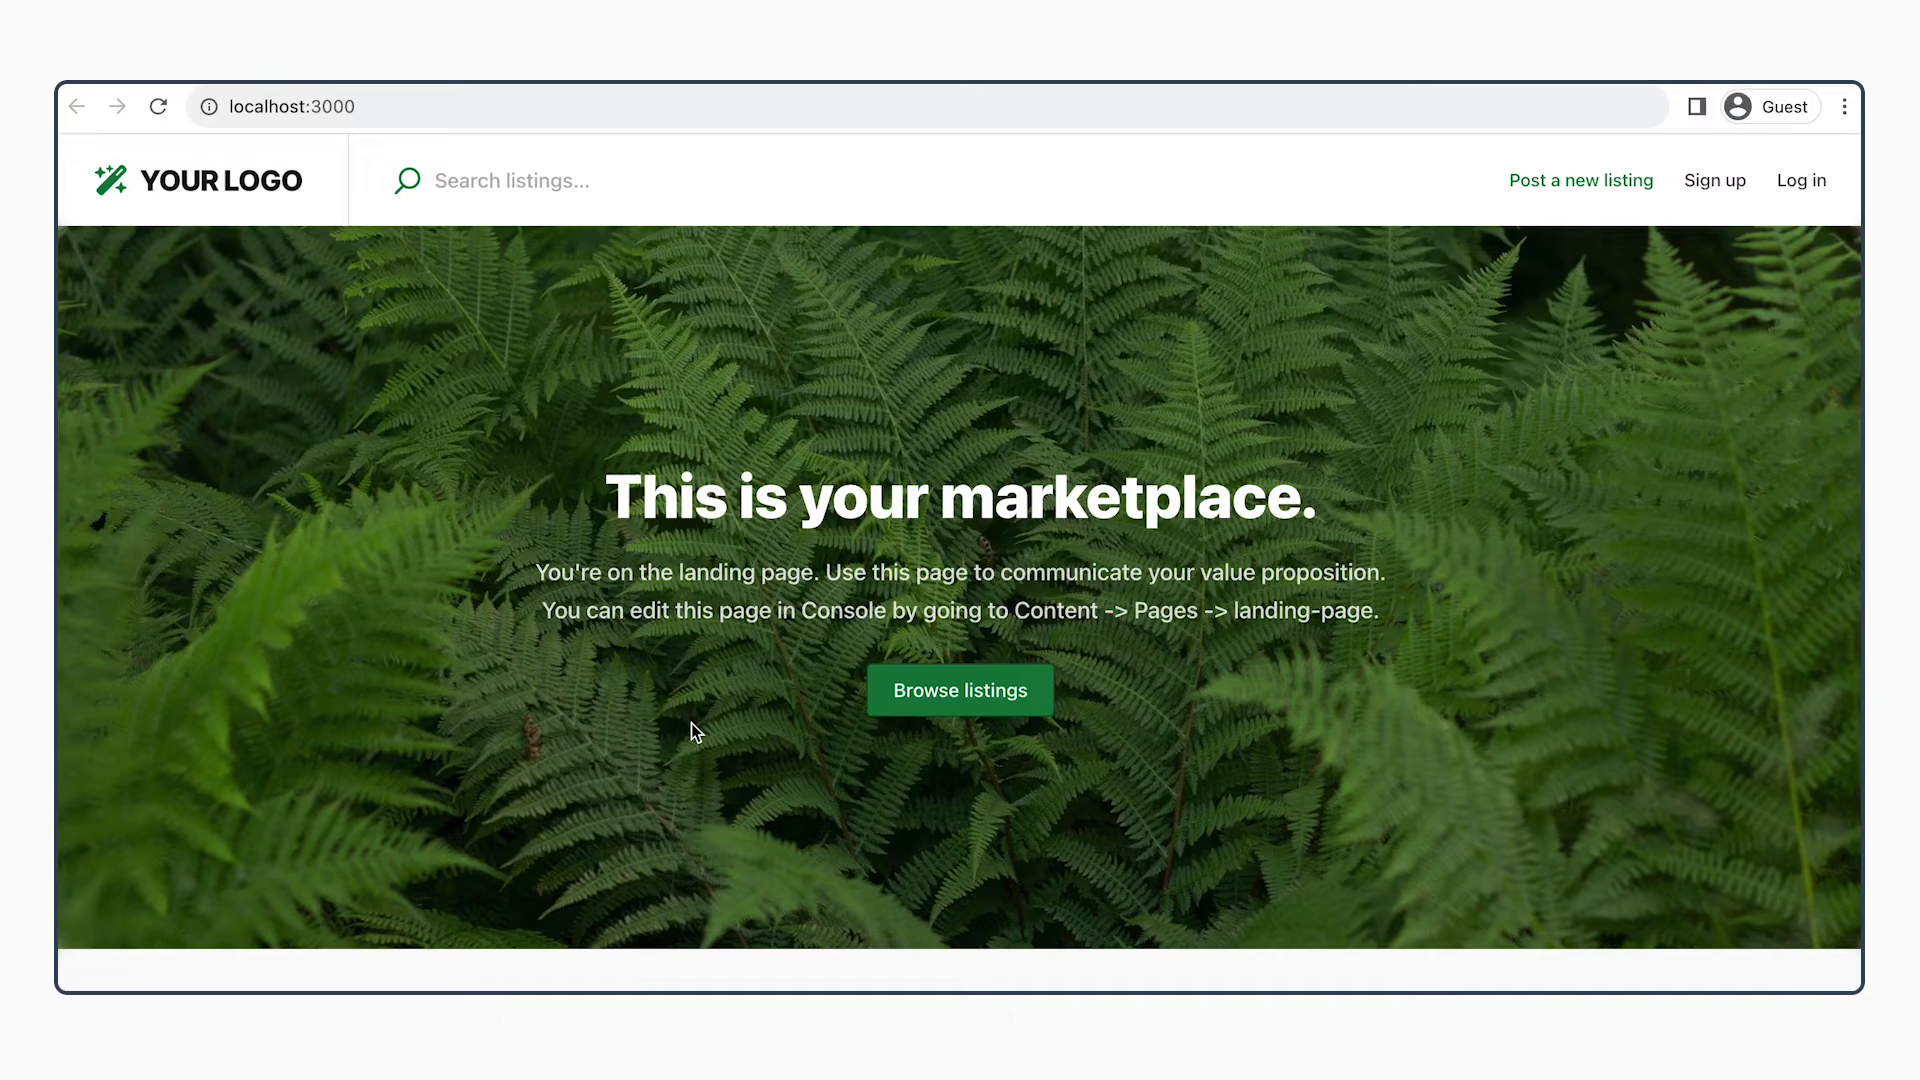 localhost:3000
Guest
YOUR LOGO
Search listings...
Post a new listing
Sign up
Log in
This is your marketplace.
You're on the landing page. Use this page to communicate your value proposition.
You can edit this page in Console by going to Content -> Pages -> landing-page.
Browse listings